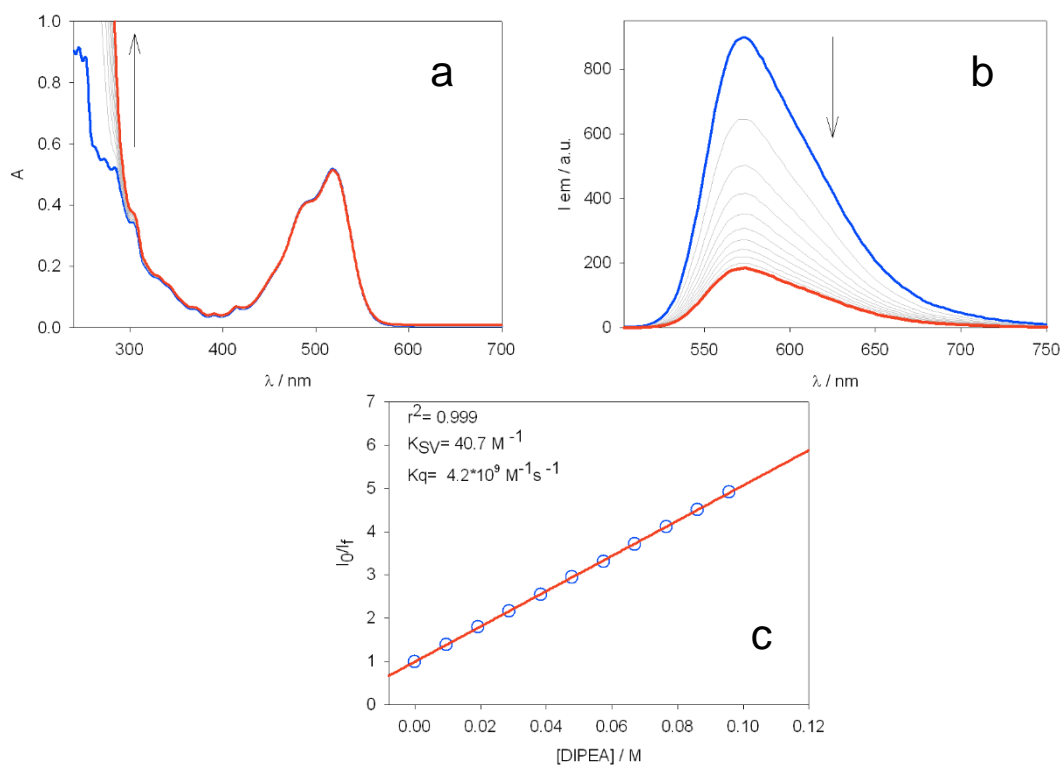 1.0
0.8
0.6
0.4
0.2
0.0
A
300 400 500 600 700
λ / nm
a
800
600
400
200
0
I em / a.u.
550 600 650 700 750
λ / nm
b
7
6
5
4
3
2
1
0
I₀/I_f
r²= 0.999
K_SV= 40.7 M⁻¹
Kq= 4.2*10⁹ M⁻¹s⁻¹
0.00 0.02 0.04 0.06 0.08 0.10 0.12
[DIPEA] / M
c